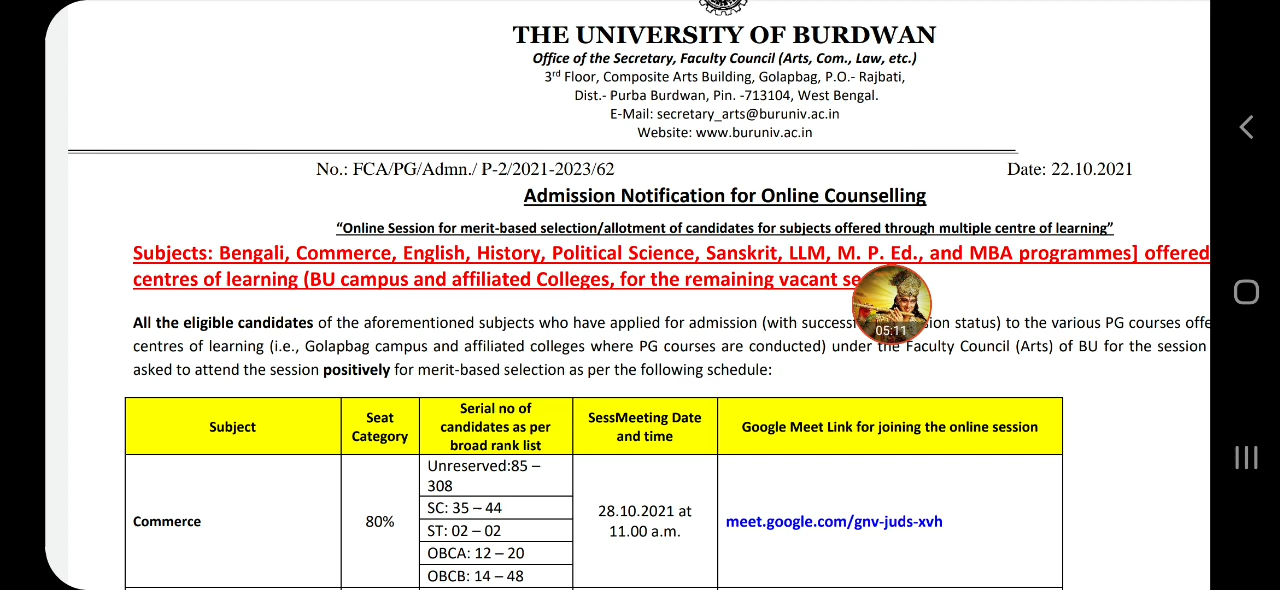 THE UNIVERSITY OF BURDWAN
Office of the Secretary, Faculty Council (Arts, Com., Law, etc.)
3rd Floor, Composite Arts Building, Golapbag, P.O.- Rajbati,
Dist.- Purba Burdwan, Pin. -713104, West Bengal.
E-Mail: secretary_arts@buruniv.ac.in
Website: www.buruniv.ac.in
No.: FCA/PG/Admn./ P-2/2021-2023/62 Date: 22.10.2021
Admission Notification for Online Counselling
“Online Session for merit-based selection/allotment of candidates for subjects offered through multiple centre of learning”
Subjects: Bengali, Commerce, English, History, Political Science, Sanskrit, LLM, M. P. Ed., and MBA programmes] offered
centres of learning (BU campus and affiliated Colleges, for the remaining vacant
05:11
All the eligible candidates of the aforementioned subjects who have applied for admission (with status) to the various PG courses
centres of learning (i.e., Golapbag campus and affiliated colleges where PG courses are conducted) under the Faculty Council (Arts) of BU for the session
asked to attend the session positively for merit-based selection as per the following schedule:
Subject
Seat
Category
Serial no of
candidates as per
broad rank list
SessMeeting Date
and time
Google Meet Link for joining the online session
Commerce
80%
Unreserved:85 –
308
SC: 35 – 44
ST: 02 – 02
OBCA: 12 – 20
OBCB: 14 – 48
28.10.2021 at
11.00 a.m.
meet.google.com/gnv-juds-xvh